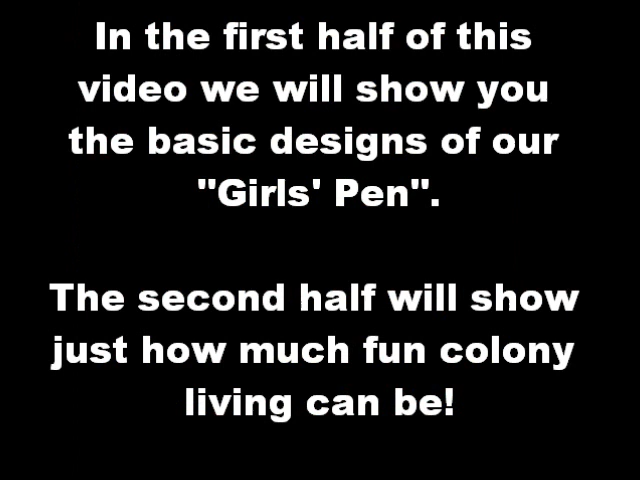 In the first half of this
video we will show you
the basic designs of our
"Girls' Pen".
The second half will show
just how much fun colony
living can be!